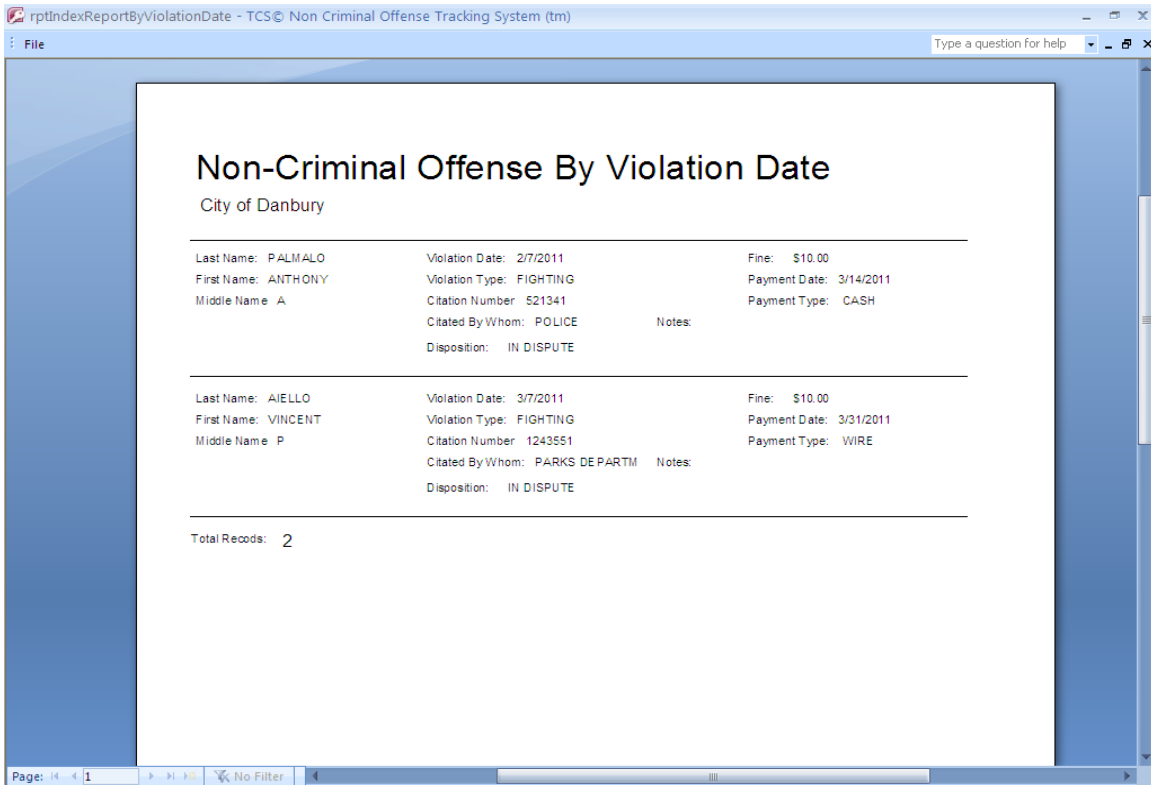 rptIndexReportByViolationDate - TCS© Non Criminal Offense Tracking System (tm)
File Type a question for help
Non-Criminal Offense By Violation Date
City of Danbury
Last Name: PALMALO Violation Date: 2/7/2011 Fine: $10.00
First Name: ANTHONY Violation Type: FIGHTING Payment Date: 3/14/2011
Middle Name A Citation Number 521341 Payment Type: CASH
Cited By Whom: POLICE Notes:
Disposition: IN DISPUTE
Last Name: AIELLO Violation Date: 3/7/2011 Fine: $10.00
First Name: VINCENT Violation Type: FIGHTING Payment Date: 3/31/2011
Middle Name P Citation Number 1243551 Payment Type: WIRE
Cited By Whom: PARKS DEPARTM Notes:
Disposition: IN DISPUTE
Total Recods: 2
Page: 1 No Filter